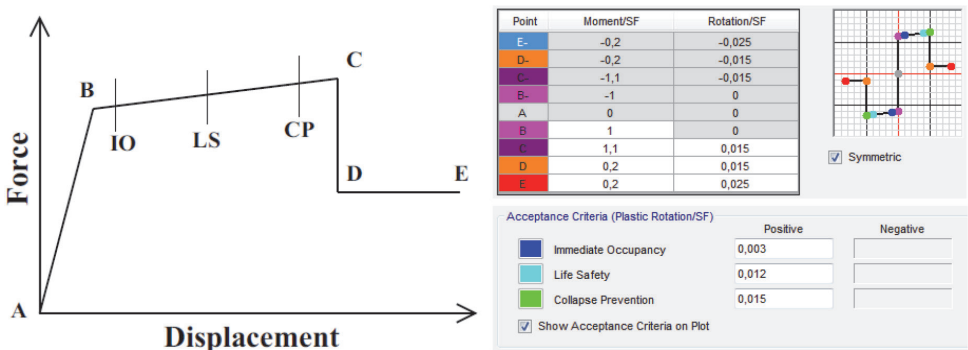 Force
Displacement
A
B
C
D
E
IO
LS
CP
Point Moment/SF Rotation/SF
E- -0,2 -0,025
D- -0,2 -0,015
C- -1,1 -0,015
B- -1 0
A 0 0
B 1 0
C 1,1 0,015
D 0,2 0,015
E 0,2 0,025
Symmetric
Acceptance Criteria (Plastic Rotation/SF)
Positive Negative
Immediate Occupancy 0,003
Life Safety 0,012
Collapse Prevention 0,015
Show Acceptance Criteria on Plot